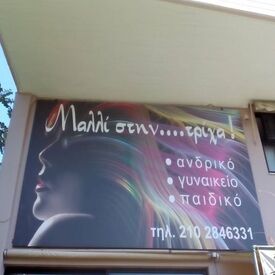 Μαλλί στην....τρίχα!
• ανδρικό
• γυναικείο
• παιδικό
τηλ. 210 2846331